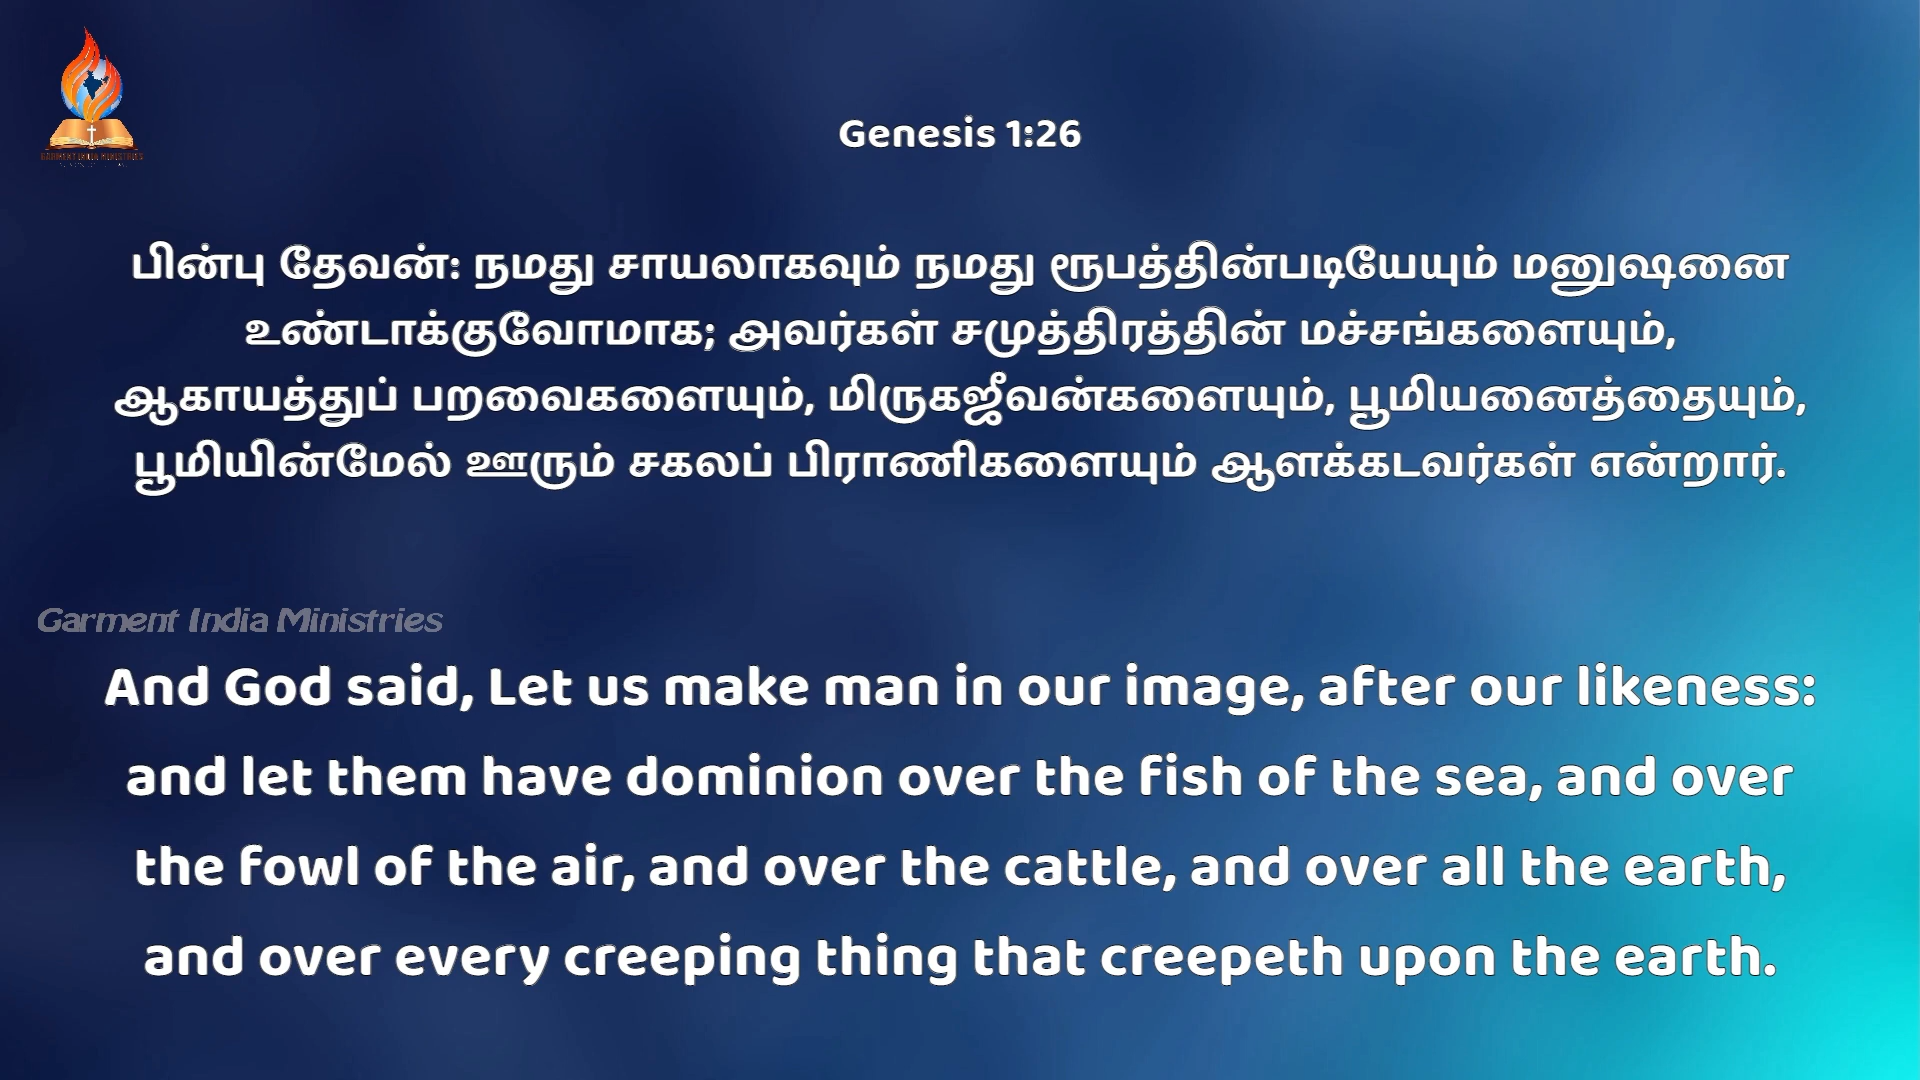 GARMENT INDIA MINISTRIES
Genesis 1:26
பின்பு தேவன்: நமது சாயலாகவும் நமது ரூபத்தின்படியேயும் மனுஷனை
உண்டாக்குவோமாக; அவர்கள் சமுத்திரத்தின் மச்சங்களையும்,
ஆகாயத்துப் பறவைகளையும், மிருகஜீவன்களையும், பூமியனைத்தையும்,
பூமியின்மேல் ஊரும் சகலப் பிராணிகளையும் ஆளக்கடவர்கள் என்றார்.
Garment India Ministries
And God said, Let us make man in our image, after our likeness:
and let them have dominion over the fish of the sea, and over
the fowl of the air, and over the cattle, and over all the earth,
and over every creeping thing that creepeth upon the earth.